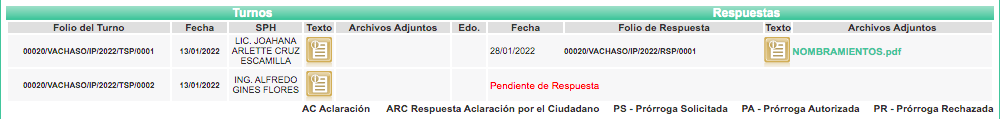 Turnos Respuestas
Folio del Turno Fecha SPH Texto Archivos Adjuntos Edo. Fecha Folio de Respuesta Texto Archivos Adjuntos
00020/VACHASO/IP/2022/TSP/0001 13/01/2022 LIC. JOAHANA ARLETTE CRUZ ESCAMILLA 28/01/2022 00020/VACHASO/IP/2022/RSP/0001 NOMBRAMIENTOS.pdf
00020/VACHASO/IP/2022/TSP/0002 13/01/2022 ING. ALFREDO GINES FLORES Pendiente de Respuesta
AC Aclaración ARC Respuesta Aclaración por el Ciudadano PS - Prórroga Solicitada PA - Prórroga Autorizada PR - Prórroga Rechazada